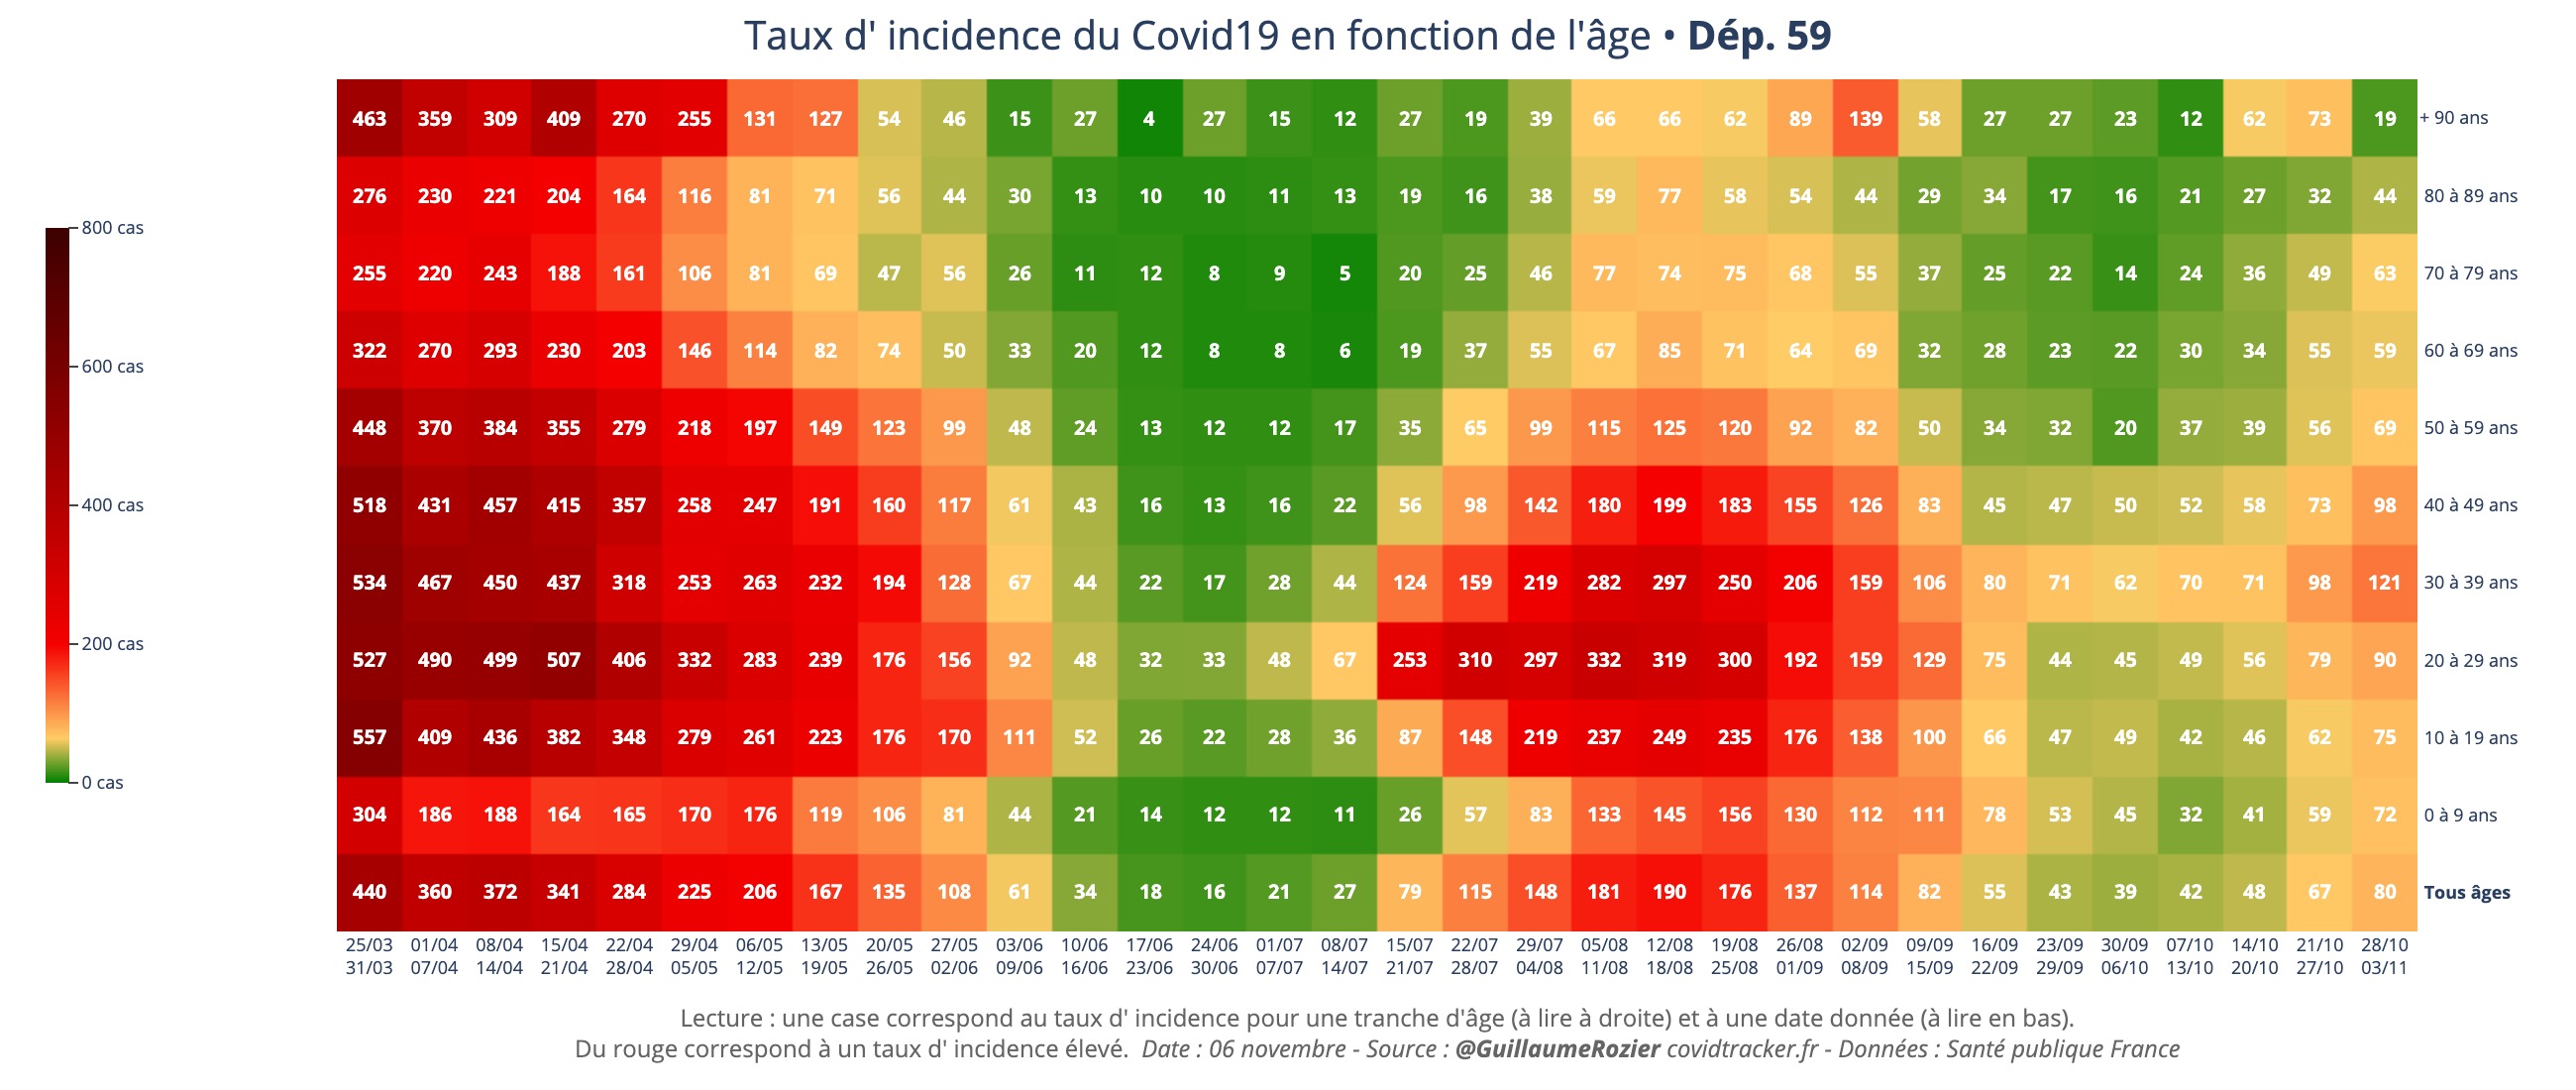 Taux d' incidence du Covid19 en fonction de l'âge • Dép. 59
463 359 309 409 270 255 131 127 54 46 15 27 4 27 15 12 27 19 39 66 66 62 89 139 58 27 27 23 12 62 73 19 + 90 ans
276 230 221 204 164 116 81 71 56 44 30 13 10 10 11 13 19 16 38 59 77 58 54 44 29 34 17 16 21 27 32 44 80 à 89 ans
800 cas
255 220 243 188 161 106 81 69 47 56 26 11 12 8 9 5 20 25 46 77 74 75 68 55 37 25 22 14 24 36 49 63 70 à 79 ans
322 270 293 230 203 146 114 82 74 50 33 20 12 8 8 6 19 37 55 67 85 71 64 69 32 28 23 22 30 34 55 59 60 à 69 ans
600 cas
448 370 384 355 279 218 197 149 123 99 48 24 13 12 12 17 35 65 99 115 125 120 92 82 50 34 32 20 37 39 56 69 50 à 59 ans
400 cas
518 431 457 415 357 258 247 191 160 117 61 43 16 13 16 22 56 98 142 180 199 183 155 126 83 45 47 50 52 58 73 98 40 à 49 ans
534 467 450 437 318 253 263 232 194 128 67 44 22 17 28 44 124 159 219 282 297 250 206 159 106 80 71 62 70 71 98 121 30 à 39 ans
200 cas
527 490 499 507 406 332 283 239 176 156 92 48 32 33 48 67 253 310 297 332 319 300 192 159 129 75 44 45 49 56 79 90 20 à 29 ans
557 409 436 382 348 279 261 223 176 170 111 52 26 22 28 36 87 148 219 237 249 235 176 138 100 66 47 49 42 46 62 75 10 à 19 ans
0 cas
304 186 188 164 165 170 176 119 106 81 44 21 14 12 12 11 26 57 83 133 145 156 130 112 111 78 53 45 32 41 59 72 0 à 9 ans
440 360 372 341 284 225 206 167 135 108 61 34 18 16 21 27 79 115 148 181 190 176 137 114 82 55 43 39 42 48 67 80 Tous âges
25/03 01/04 08/04 15/04 22/04 29/04 06/05 13/05 20/05 27/05 03/06 10/06 17/06 24/06 01/07 08/07 15/07 22/07 29/07 05/08 12/08 19/08 26/08 02/09 09/09 16/09 23/09 30/09 07/10 14/10 21/10 28/10
31/03 07/04 14/04 21/04 28/04 05/05 12/05 19/05 26/05 02/06 09/06 16/06 23/06 30/06 07/07 14/07 21/07 28/07 04/08 11/08 18/08 25/08 01/09 08/09 15/09 22/09 29/09 06/10 13/10 20/10 27/10 03/11
Lecture : une case correspond au taux d' incidence pour une tranche d'âge (à lire à droite) et à une date donnée (à lire en bas).
Du rouge correspond à un taux d' incidence élevé. Date : 06 novembre - Source : @GuillaumeRozier covidtracker.fr - Données : Santé publique France